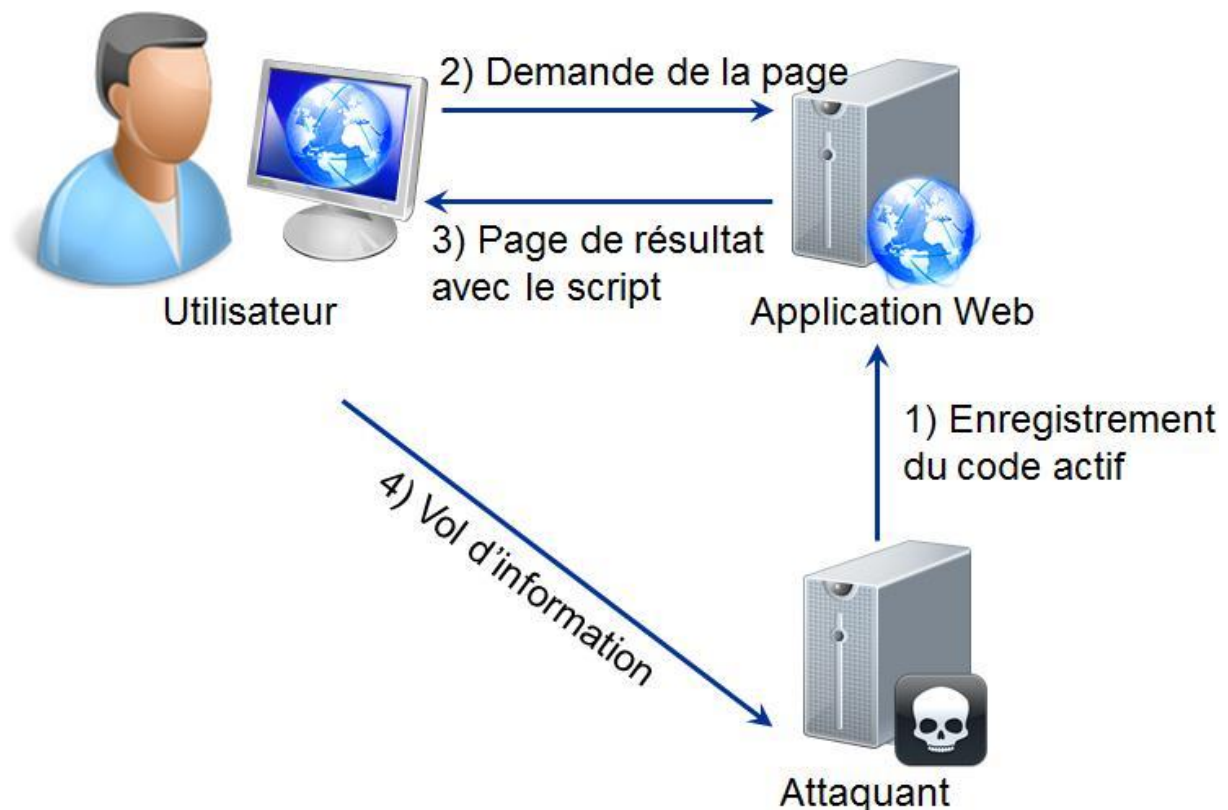 2) Demande de la page
3) Page de résultat
avec le script
Utilisateur
Application Web
1) Enregistrement
du code actif
4) Vol d'information
Attaquant